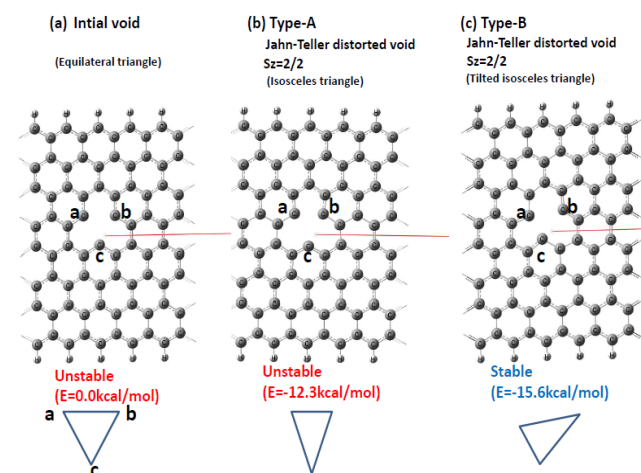 (a) Intial void
(Equilateral triangle)
(b) Type-A
Jahn-Teller distorted void
Sz=2/2
(Isosceles triangle)
(c) Type-B
Jahn-Teller distorted void
Sz=2/2
(Tilted isosceles triangle)
a b
c
a b
c
a b
c
Unstable
(E=0.0kcal/mol)
Unstable
(E=-12.3kcal/mol)
Stable
(E=-15.6kcal/mol)
a b
c